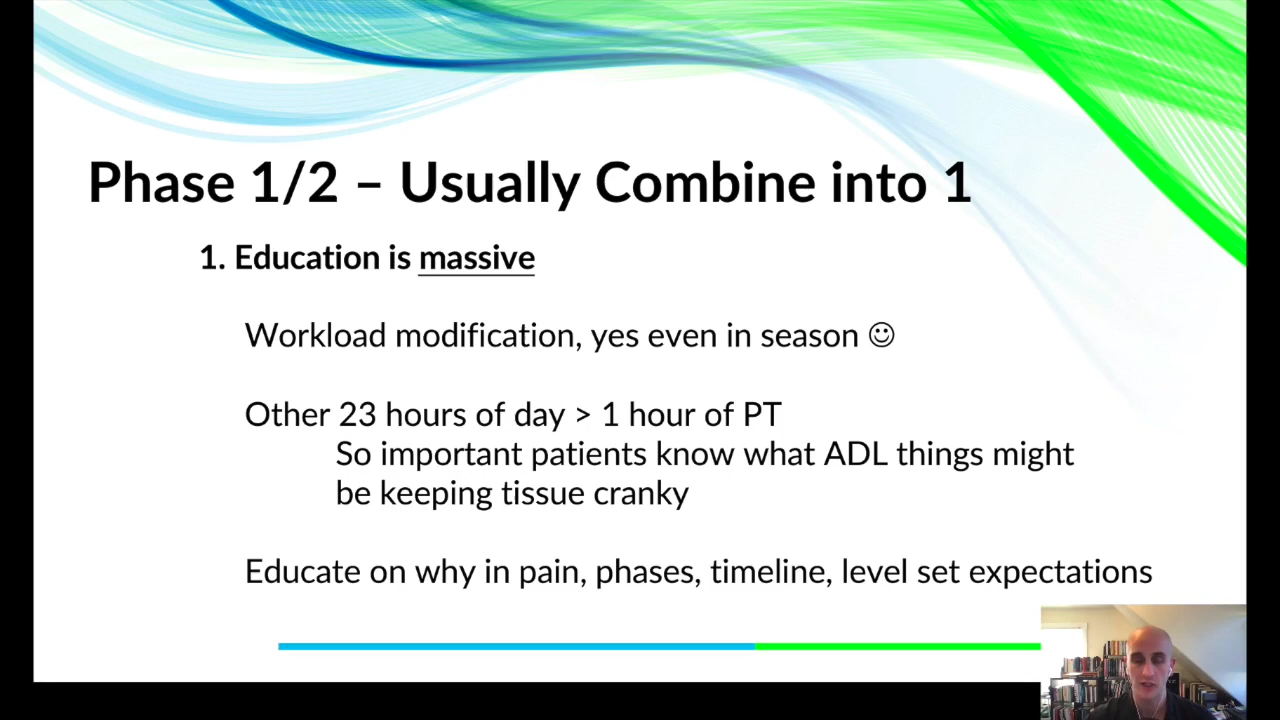 Phase 1/2 – Usually Combine into 1
1. Education is massive
Workload modification, yes even in season ☺
Other 23 hours of day > 1 hour of PT
So important patients know what ADL things might
be keeping tissue cranky
Educate on why in pain, phases, timeline, level set expectations